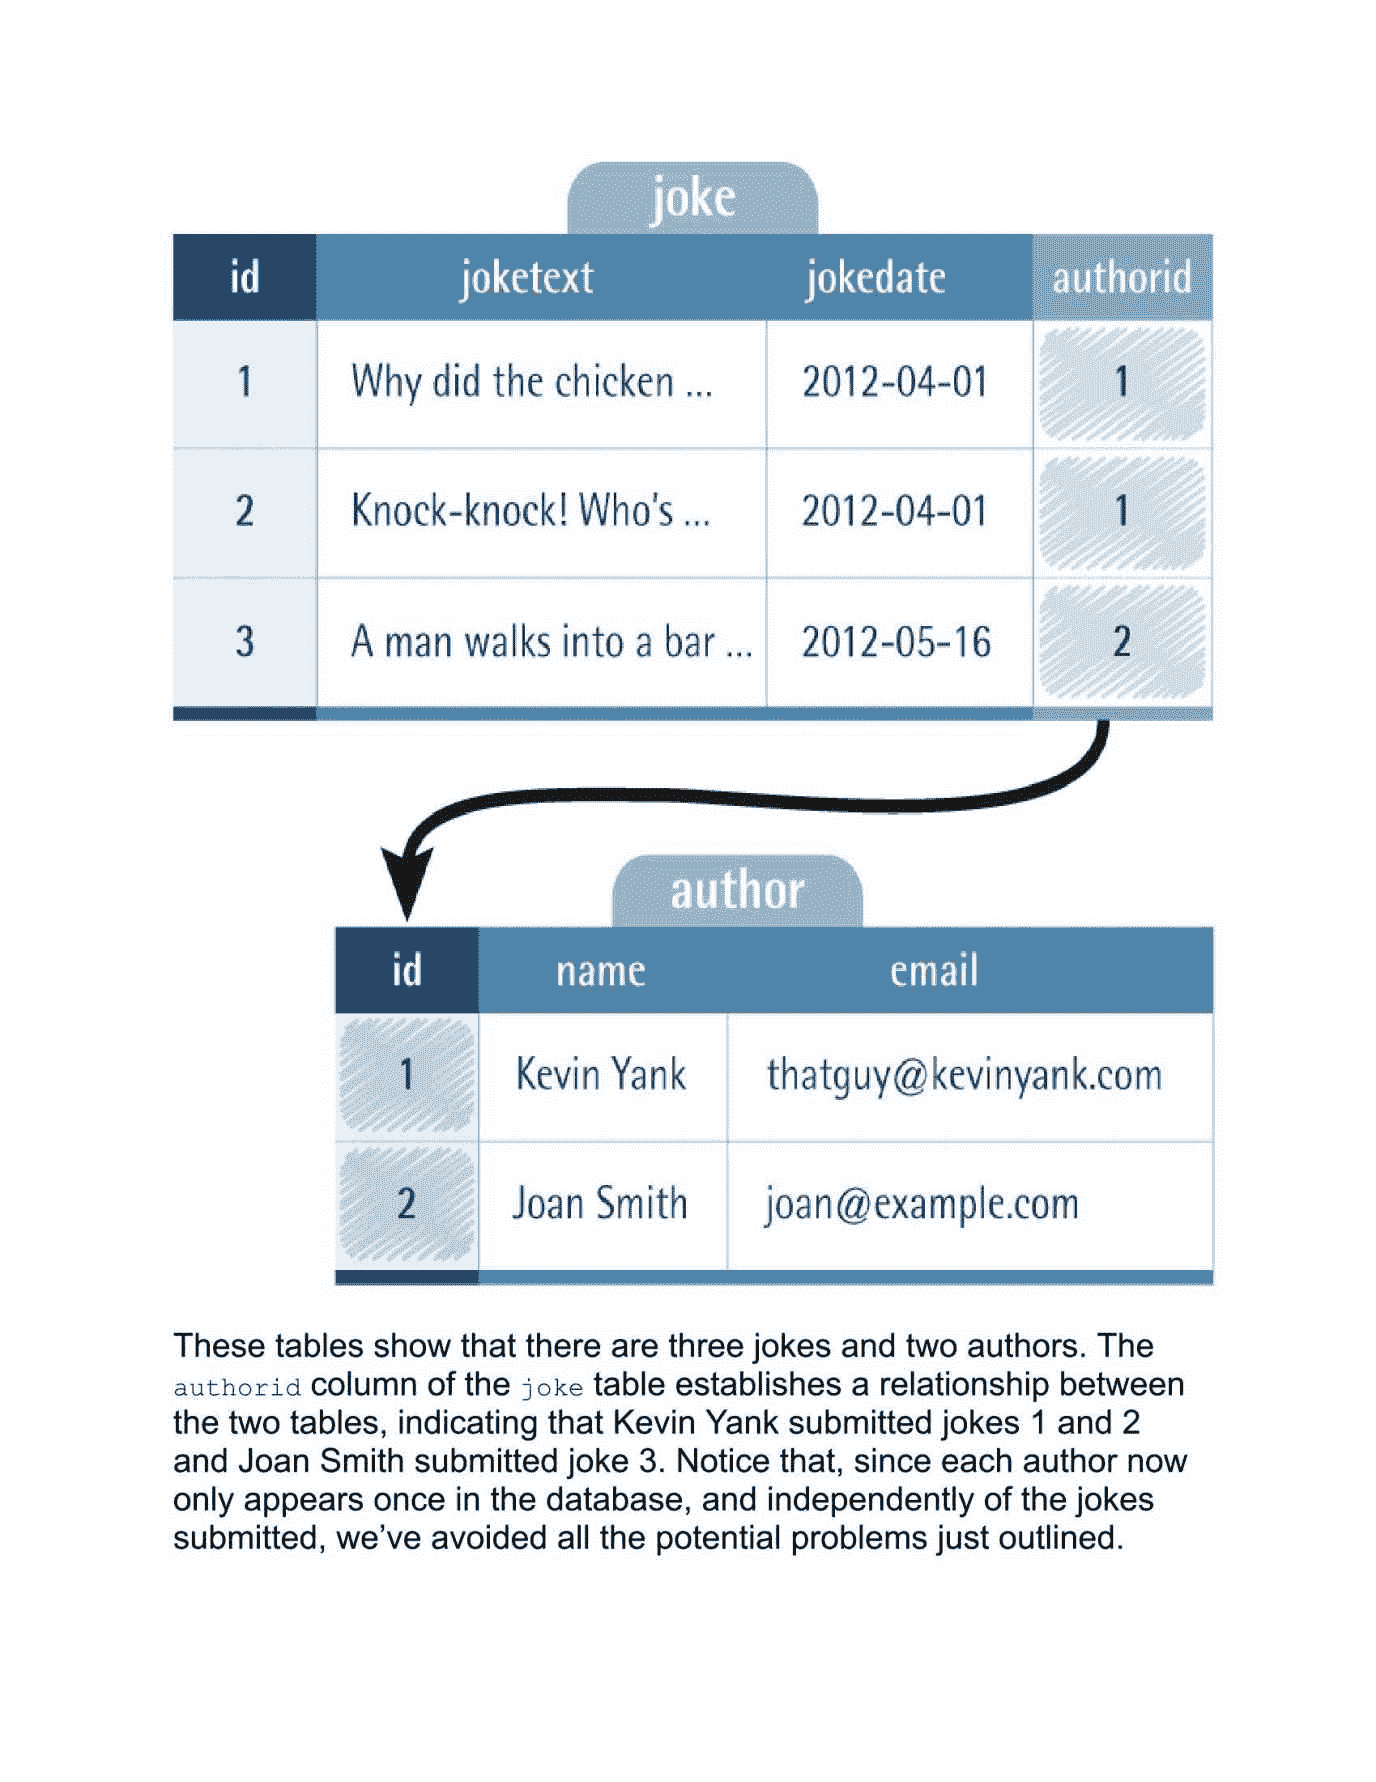 joke
id joketext jokedate authorid
1 Why did the chicken ... 2012-04-01 1
2 Knock-knock! Who's ... 2012-04-01 1
3 A man walks into a bar ... 2012-05-16 2
author
id name email
1 Kevin Yank thatguy@kevinyank.com
2 Joan Smith joan@example.com
These tables show that there are three jokes and two authors. The
authorid column of the joke table establishes a relationship between
the two tables, indicating that Kevin Yank submitted jokes 1 and 2
and Joan Smith submitted joke 3. Notice that, since each author now
only appears once in the database, and independently of the jokes
submitted, we’ve avoided all the potential problems just outlined.